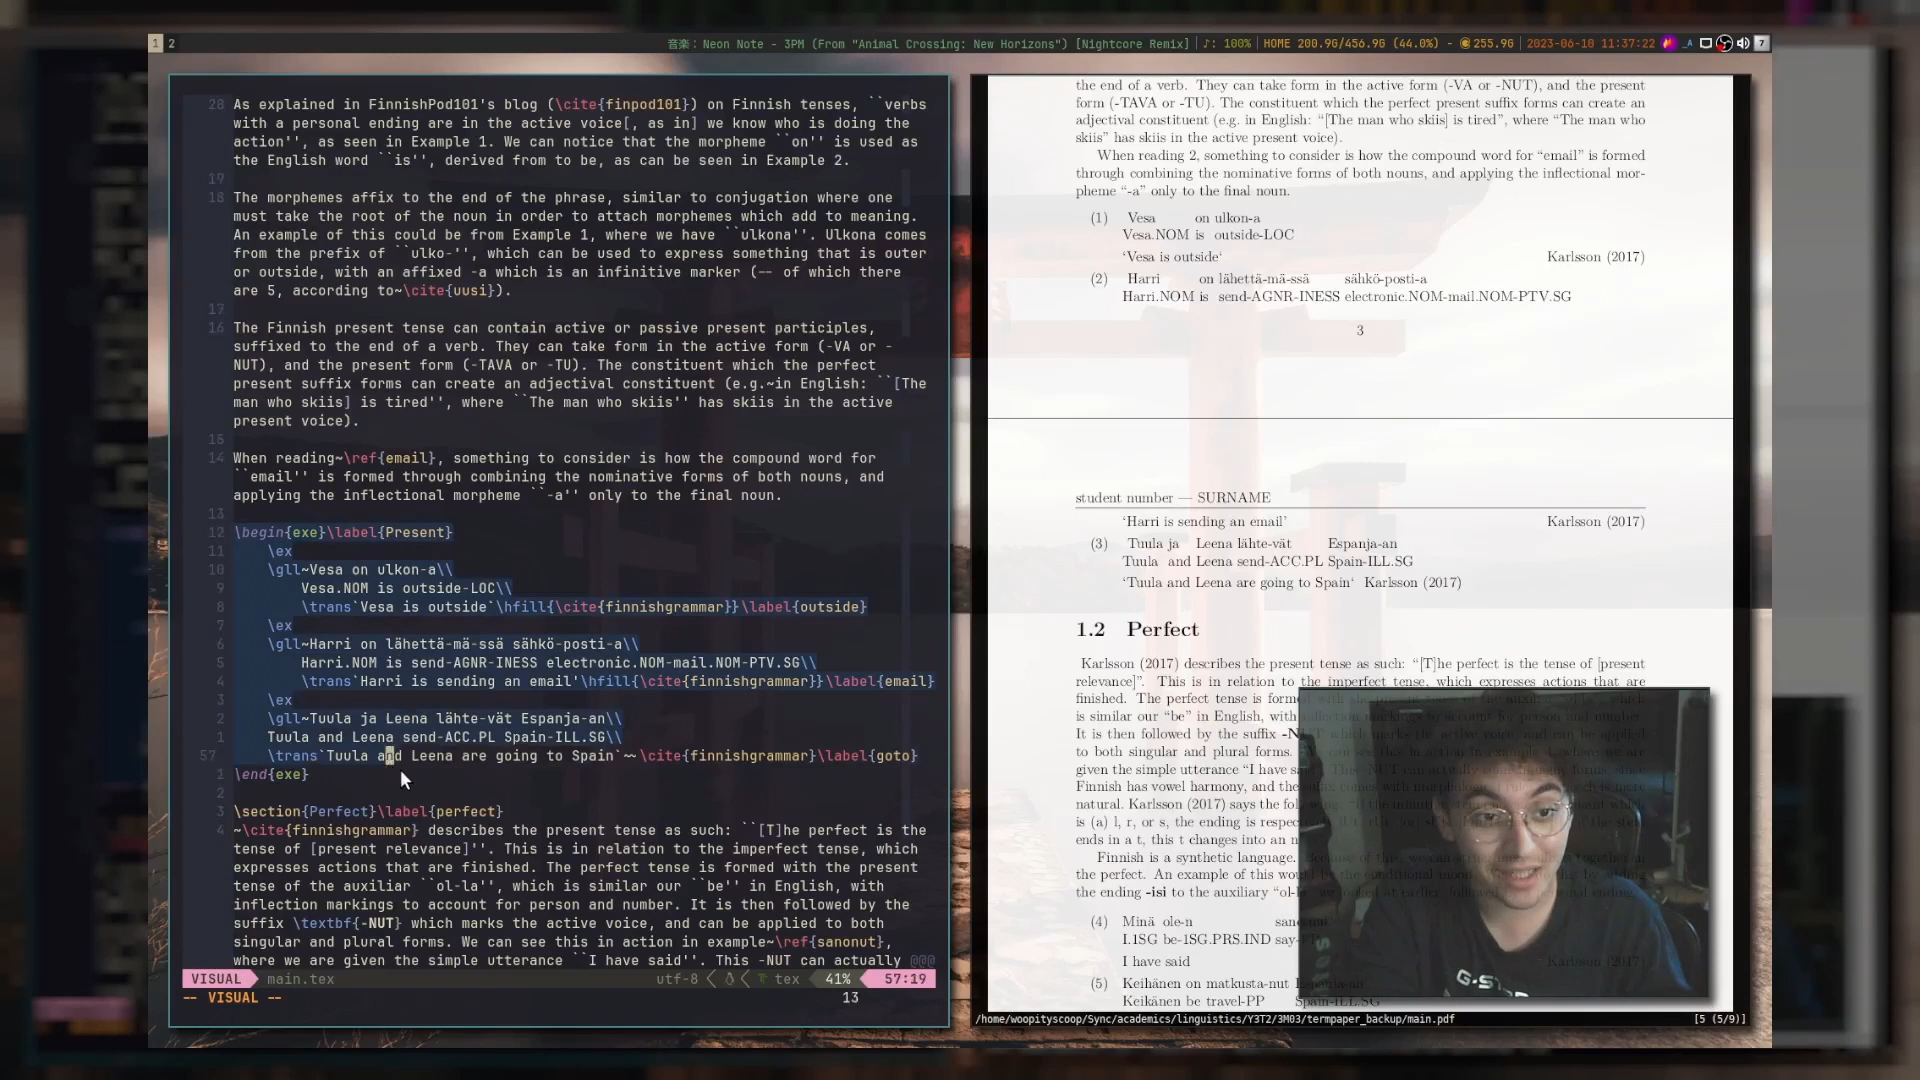 1 2
音楽: Neon Note - 3PM (From "Animal Crossing: New Horizons") [Nightcore Remix] | ♪: 100% | HOME 200.9G/456.9G (44.0%) - 255.9G | 2023-06-10 11:37:22 _A 7
20 As explained in FinnishPod101's blog (\cite{finpod101}) on Finnish tenses, ``verbs
with a personal ending are in the active voice[, as in] we know who is doing the
action'', as seen in Example 1. We can notice that the morpheme ``on'' is used as
the English word ``is'', derived from to be, as can be seen in Example 2.
19
18 The morphemes affix to the end of the phrase, similar to conjugation where one
must take the root of the noun in order to attach morphemes which add to meaning.
An example of this could be from Example 1, where we have ``ulkona''. Ulkona comes
from the prefix of ``ulko-'', which can be used to express something that is outer
or outside, with an affixed -a which is an infinitive marker (-- of which there
are 5, according to~\cite{uusi}).
17
16 The Finnish present tense can contain active or passive present participles,
suffixed to the end of a verb. They can take form in the active form (-VA or -
NUT), and the present form (-TAVA or -TU). The constituent which the perfect
present suffix forms can create an adjectival constituent (e.g.~in English: ``[The
man who skiis] is tired'', where ``The man who skiis'' has skiis in the active
present voice).
15
14 When reading~\ref{email}, something to consider is how the compound word for
``email'' is formed through combining the nominative forms of both nouns, and
applying the inflectional morpheme ``-a'' only to the final noun.
13
12 \begin{exe}\label{Present}
11 \ex
10 \gll~Vesa on ulkon-a\\
9 Vesa.NOM is outside-LOC\\
8 \trans`Vesa is outside`\hfill{\cite{finnishgrammar}}\label{outside}
7 \ex
6 \gll~Harri on lähettä-mä-ssä sähkö-posti-a\\
5 Harri.NOM is send-AGNR-INESS electronic.NOM-mail.NOM-PTV.SG\\
4 \trans`Harri is sending an email'\hfill{\cite{finnishgrammar}}\label{email}
3 \ex
2 \gll~Tuula ja Leena lähte-vät Espanja-an\\
1 Tuula and Leena send-ACC.PL Spain-ILL.SG\\
57 \trans`Tuula and Leena are going to Spain`~~\cite{finnishgrammar}\label{goto}
1 \end{exe}
2
3 \section{Perfect}\label{perfect}
4 ~\cite{finnishgrammar} describes the present tense as such: ``[T]he perfect is the
tense of [present relevance]''. This is in relation to the imperfect tense, which
expresses actions that are finished. The perfect tense is formed with the present
tense of the auxiliar ``ol-la'', which is similar our ``be'' in English, with
inflection markings to account for person and number. It is then followed by the
suffix \textbf{-NUT} which marks the active voice, and can be applied to both
singular and plural forms. We can see this in action in example~\ref{sanonut},
where we are given the simple utterance ``I have said''. This -NUT can actually @@@
VISUAL main.tex utf-8 tex 41% 57:19
-- VISUAL -- 13
the end of a verb. They can take form in the active form (-VA or -NUT), and the present
form (-TAVA or -TU). The constituent which the perfect present suffix forms can create an
adjectival constituent (e.g. in English: “[The man who skiis] is tired”, where “The man who
skiis” has skiis in the active present voice).
When reading 2, something to consider is how the compound word for “email” is formed
through combining the nominative forms of both nouns, and applying the inflectional mor-
pheme “-a” only to the final noun.
(1) Vesa on ulkon-a
Vesa.NOM is outside-LOC
‘Vesa is outside‘ Karlsson (2017)
(2) Harri on lähettä-mä-ssä sähkö-posti-a
Harri.NOM is send-AGNR-INESS electronic.NOM-mail.NOM-PTV.SG
3
student number — SURNAME
‘Harri is sending an email’ Karlsson (2017)
(3) Tuula ja Leena lähte-vät Espanja-an
Tuula and Leena send-ACC.PL Spain-ILL.SG
‘Tuula and Leena are going to Spain‘ Karlsson (2017)
1.2 Perfect
Karlsson (2017) describes the present tense as such: “[T]he perfect is the tense of [present
relevance]”. This is in relation to the imperfect tense, which expresses actions that are
finished. The perfect tense is formed
is similar our “be” in English, with
It is then followed by the suffix
to both singular and plural forms.
given the simple utterance “I have
Finnish has vowel harmony, and the
natural. Karlsson (2017) says the
is (a) l, r, or s, the ending is
ends in a t, this t changes into an n
Finnish is a synthetic language.
the perfect. An example of this
the ending -isi to the auxiliary
(4) Minä ole-n
I.1SG be-1SG.PRS.IND
I have said Karlsson (2017)
(5) Keihänen on matkusta-nut
Keikänen be travel-PP Spain-ILL.SG
/home/woopityscoop/Sync/academics/linguistics/Y3T2/3M03/termpaper_backup/main.pdf [5 (5/9)]